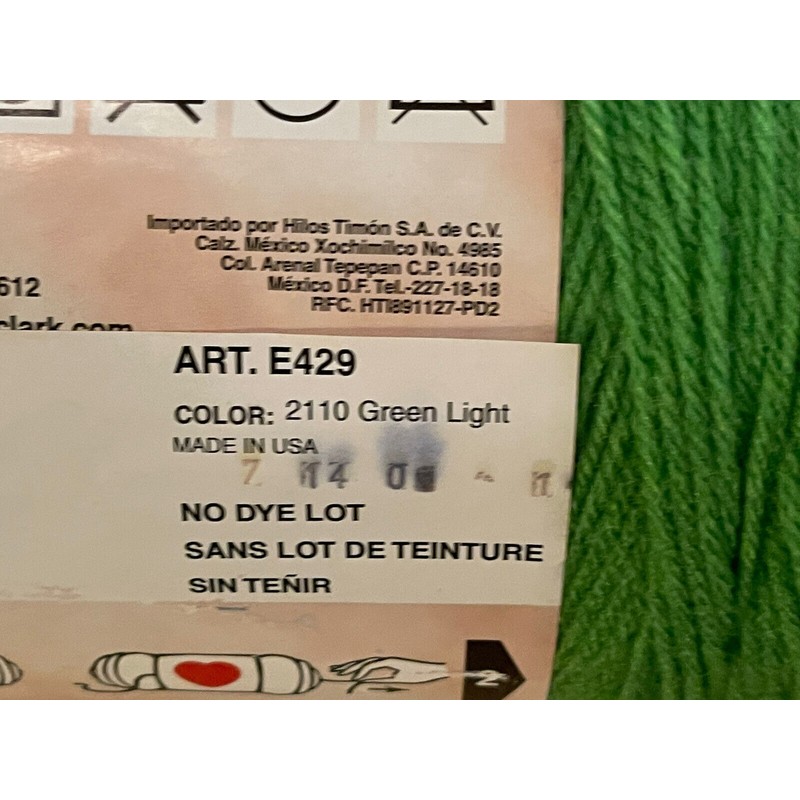 Importado por Hilos Timón S.A. de C.V.
Calz. México Xochimilco No. 4985
Col. Arenal Tepepan C.P. 14610
México D.F. Tel.-227-18-18
RFC. HTI891127-PD2
612
clark.com
ART. E429
COLOR: 2110 Green Light
MADE IN USA
NO DYE LOT
SANS LOT DE TEINTURE
SIN TEÑIR
2